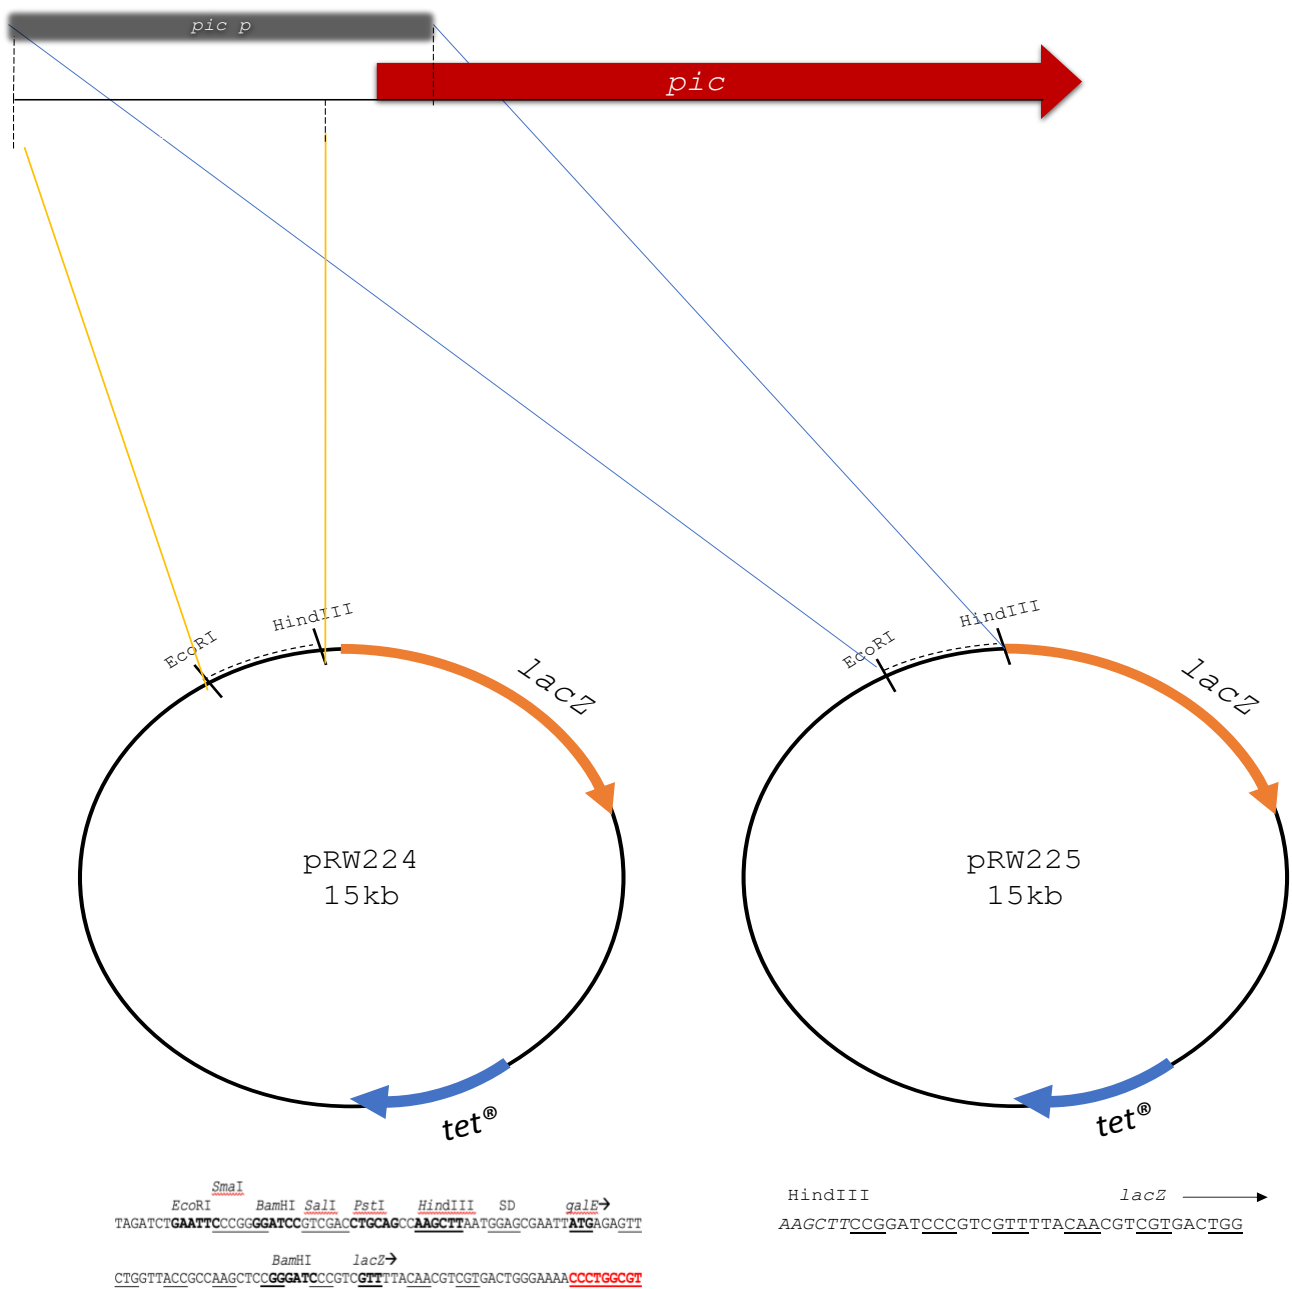 pic p
pic
EcoRI
HindIII
lacZ
pRW224
15kb
tet®
EcoRI
HindIII
lacZ
pRW225
15kb
tet®
SmaI
EcoRI BamHI SalI PstI HindIII SD galE→
TAGATCTGAATTCCCGGGGATCCGTCGACCTGCAGCCAAGCTTAATGGAGCGAATTATGAGAGTT
BamHI lacZ→
CTGGTTACCGCCAAGCTCCGGGATCCCGTCGTTTTACAACGTCGTGACTGGGAAAACCCTGGCGT
HindIII lacZ
AAGCTTCCGGATCCCGTCGTTTTACAACGTCGTGACTGG